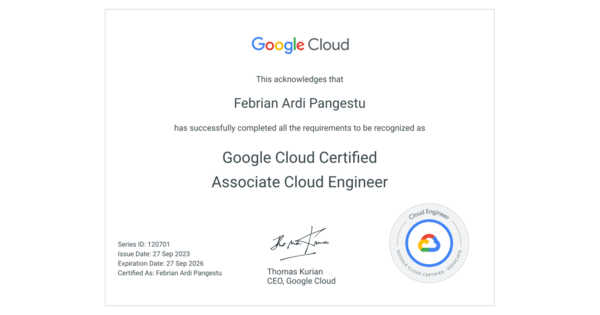 Google Cloud
This acknowledges that
Febrian Ardi Pangestu
has successfully completed all the requirements to be recognized as
Google Cloud Certified
Associate Cloud Engineer
Series ID: 120701
Issue Date: 27 Sep 2023
Expiration Date: 27 Sep 2026
Certified As: Febrian Ardi Pangestu
Thomas Kurian
CEO, Google Cloud
Cloud Engineer
GOOGLE CLOUD CERTIFIED · ASSOCIATE